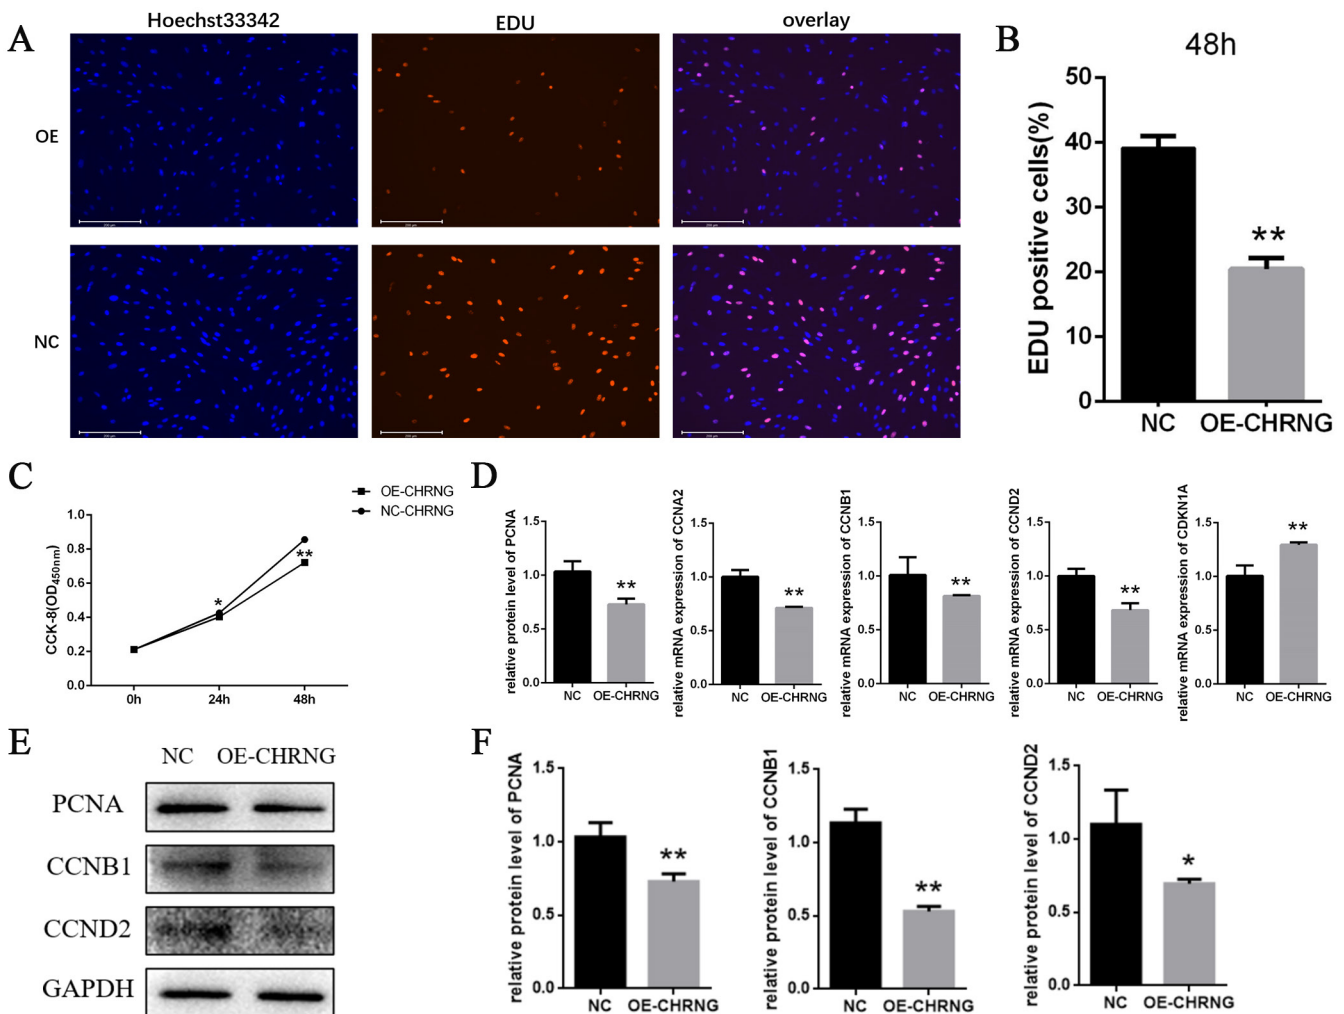 A
Hoechst33342
EDU
overlay
OE
NC
B
48h
EDU positive cells(%)
50
40
30
20
10
0
**
NC
OE-CHRNG
C
OE-CHRNG
NC-CHRNG
CCK-8(OD450nm)
1.0
0.8
0.6
0.4
0.2
0.0
*
**
0h
24h
48h
D
relative protein level of PCNA
1.5
1.0
0.5
0.0
**
NC
OE-CHRNG
relative mRNA expression of CCNA2
1.5
1.0
0.5
0.0
**
NC
OE-CHRNG
relative mRNA expression of CCNB1
1.5
1.0
0.5
0.0
**
NC
OE-CHRNG
relative mRNA expression of CCND2
1.5
1.0
0.5
0.0
**
NC
OE-CHRNG
relative mRNA expression of CDKN1A
1.5
1.0
0.5
0.0
**
NC
OE-CHRNG
E
NC
OE-CHRNG
PCNA
CCNB1
CCND2
GAPDH
F
relative protein level of PCNA
1.5
1.0
0.5
0.0
**
NC
OE-CHRNG
relative protein level of CCNB1
1.5
1.0
0.5
0.0
**
NC
OE-CHRNG
relative protein level of CCND2
1.5
1.0
0.5
0.0
*
NC
OE-CHRNG